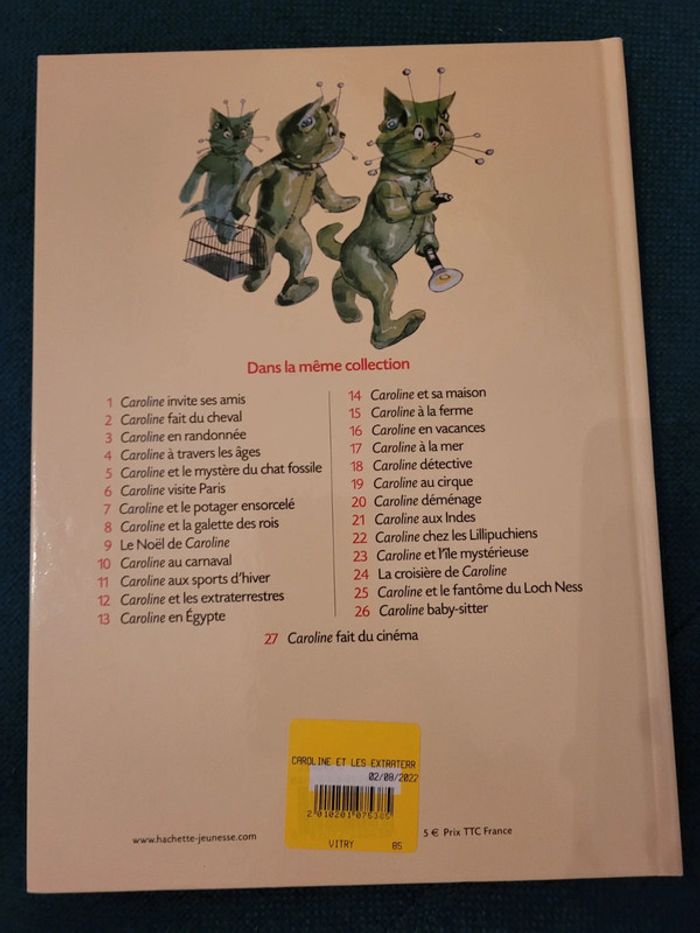 Dans la même collection
1 Caroline invite ses amis
2 Caroline fait du cheval
3 Caroline en randonnée
4 Caroline à travers les âges
5 Caroline et le mystère du chat fossile
6 Caroline visite Paris
7 Caroline et le potager ensorcelé
8 Caroline et la galette des rois
9 Le Noël de Caroline
10 Caroline au carnaval
11 Caroline aux sports d'hiver
12 Caroline et les extraterrestres
13 Caroline en Égypte
14 Caroline et sa maison
15 Caroline à la ferme
16 Caroline en vacances
17 Caroline à la mer
18 Caroline détective
19 Caroline au cirque
20 Caroline déménage
21 Caroline aux Indes
22 Caroline chez les Lillipuchiens
23 Caroline et l'île mystérieuse
24 La croisière de Caroline
25 Caroline et le fantôme du Loch Ness
26 Caroline baby-sitter
27 Caroline fait du cinéma
CAROLINE ET LES EXTRATERR
02/08/2022
2010201075365
VITRY 85
www.hachette-jeunesse.com
5 € Prix TTC France